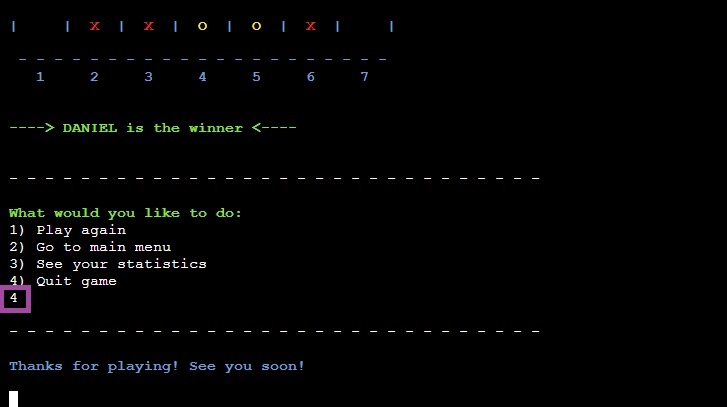 |     | X | X | O | O | X |     |
- - - - - - - - - - - - - - - - - - - - -
1 2 3 4 5 6 7
----> DANIEL is the winner <----
- - - - - - - - - - - - - - - - - - - - - - - - - - - - - -
What would you like to do:
1) Play again
2) Go to main menu
3) See your statistics
4) Quit game
4
- - - - - - - - - - - - - - - - - - - - - - - - - - - - - -
Thanks for playing! See you soon!